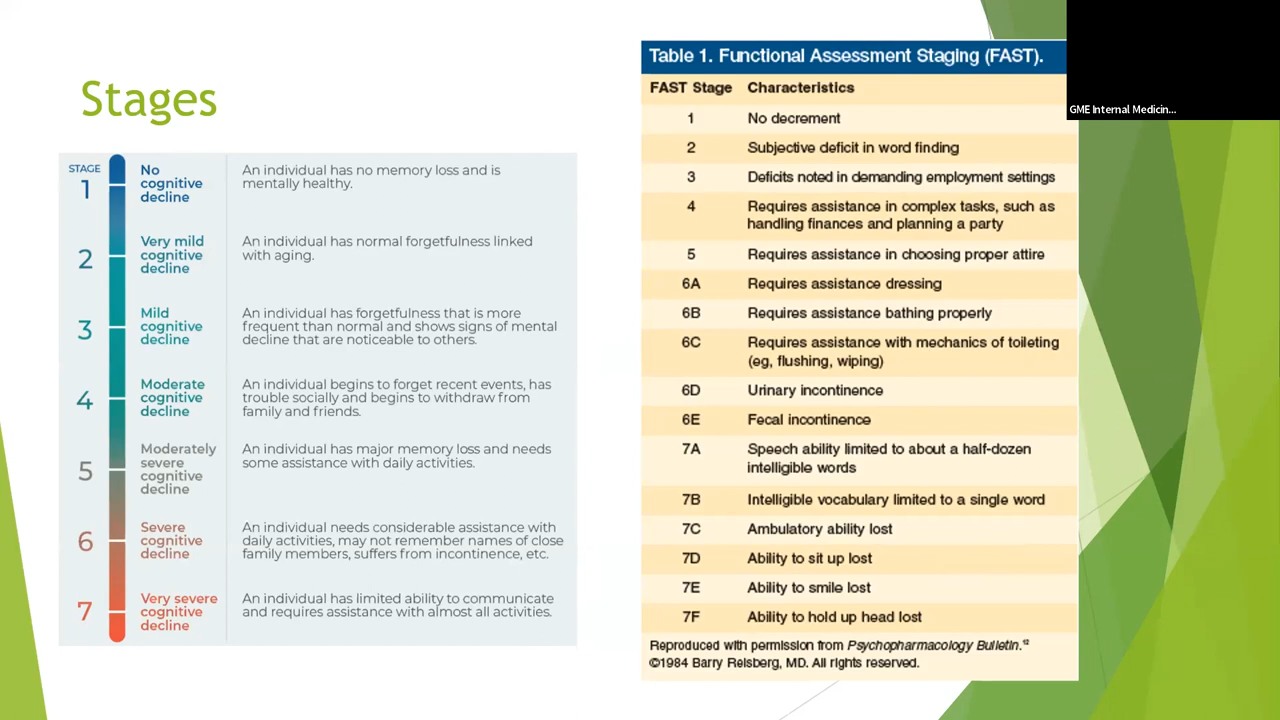 Stages
STAGE
1
No
cognitive
decline
An individual has no memory loss and is
mentally healthy.
2
Very mild
cognitive
decline
An individual has normal forgetfulness linked
with aging.
3
Mild
cognitive
decline
An individual has forgetfulness that is more
frequent than normal and shows signs of mental
decline that are noticeable to others.
4
Moderate
cognitive
decline
An individual begins to forget recent events, has
trouble socially and begins to withdraw from
family and friends.
5
Moderately
severe
cognitive
decline
An individual has major memory loss and needs
some assistance with daily activities.
6
Severe
cognitive
decline
An individual needs considerable assistance with
daily activities, may not remember names of close
family members, suffers from incontinence, etc.
7
Very severe
cognitive
decline
An individual has limited ability to communicate
and requires assistance with almost all activities.
Table 1. Functional Assessment Staging (FAST).
FAST Stage Characteristics
1 No decrement
2 Subjective deficit in word finding
3 Deficits noted in demanding employment settings
4 Requires assistance in complex tasks, such as
handling finances and planning a party
5 Requires assistance in choosing proper attire
6A Requires assistance dressing
6B Requires assistance bathing properly
6C Requires assistance with mechanics of toileting
(eg, flushing, wiping)
6D Urinary incontinence
6E Fecal incontinence
7A Speech ability limited to about a half-dozen
intelligible words
7B Intelligible vocabulary limited to a single word
7C Ambulatory ability lost
7D Ability to sit up lost
7E Ability to smile lost
7F Ability to hold up head lost
Reproduced with permission from Psychopharmacology Bulletin.¹²
©1984 Barry Reisberg, MD. All rights reserved.
GME Internal Medicin...